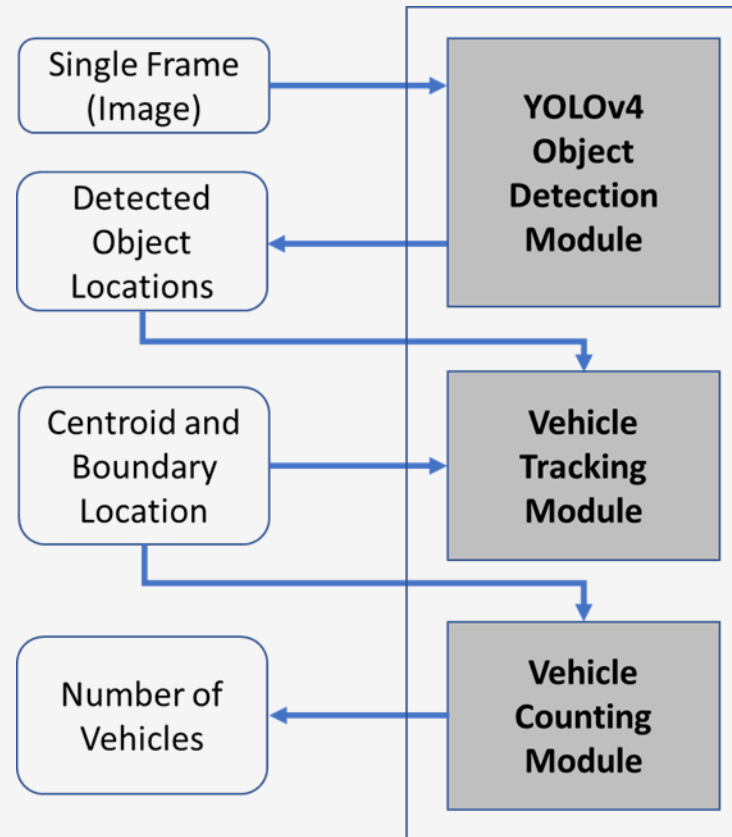 Single Frame
(Image)
YOLOv4
Object
Detection
Module
Detected
Object
Locations
Centroid and
Boundary
Location
Vehicle
Tracking
Module
Number of
Vehicles
Vehicle
Counting
Module